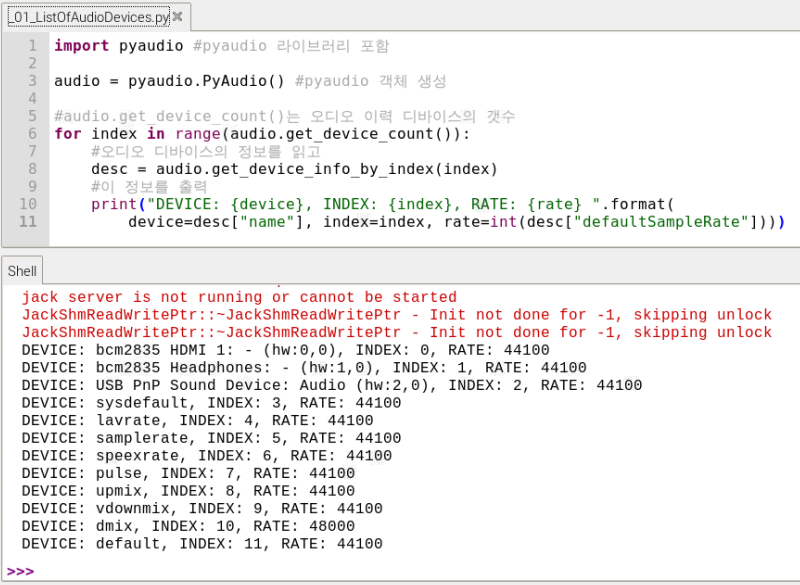 _01_ListOfAudioDevices.py ✖
1 import pyaudio #pyaudio 라이브러리 포함
2
3 audio = pyaudio.PyAudio() #pyaudio 객체 생성
4
5 #audio.get_device_count()는 오디오 이력 디바이스의 갯수
6 for index in range(audio.get_device_count()):
7     #오디오 디바이스의 정보를 읽고
8     desc = audio.get_device_info_by_index(index)
9     #이 정보를 출력
10     print("DEVICE: {device}, INDEX: {index}, RATE: {rate} ".format(
11         device=desc["name"], index=index, rate=int(desc["defaultSampleRate"])))
Shell
jack server is not running or cannot be started
JackShmReadWritePtr::~JackShmReadWritePtr - Init not done for -1, skipping unlock
JackShmReadWritePtr::~JackShmReadWritePtr - Init not done for -1, skipping unlock
DEVICE: bcm2835 HDMI 1: - (hw:0,0), INDEX: 0, RATE: 44100
DEVICE: bcm2835 Headphones: - (hw:1,0), INDEX: 1, RATE: 44100
DEVICE: USB PnP Sound Device: Audio (hw:2,0), INDEX: 2, RATE: 44100
DEVICE: sysdefault, INDEX: 3, RATE: 44100
DEVICE: lavrate, INDEX: 4, RATE: 44100
DEVICE: samplerate, INDEX: 5, RATE: 44100
DEVICE: speexrate, INDEX: 6, RATE: 44100
DEVICE: pulse, INDEX: 7, RATE: 44100
DEVICE: upmix, INDEX: 8, RATE: 44100
DEVICE: vdownmix, INDEX: 9, RATE: 44100
DEVICE: dmix, INDEX: 10, RATE: 48000
DEVICE: default, INDEX: 11, RATE: 44100
>>>